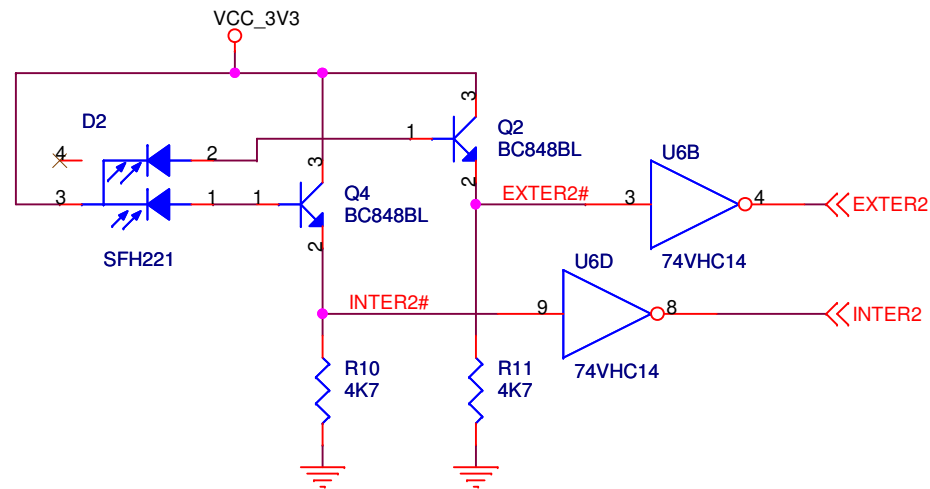 VCC_3V3
D2
4
2
3
1
SFH221
1
3
Q4
BC848BL
2
1
3
Q2
BC848BL
2
EXTER2#
3
U6B
4
EXTER2
74VHC14
INTER2#
9
U6D
8
INTER2
74VHC14
R10
4K7
R11
4K7